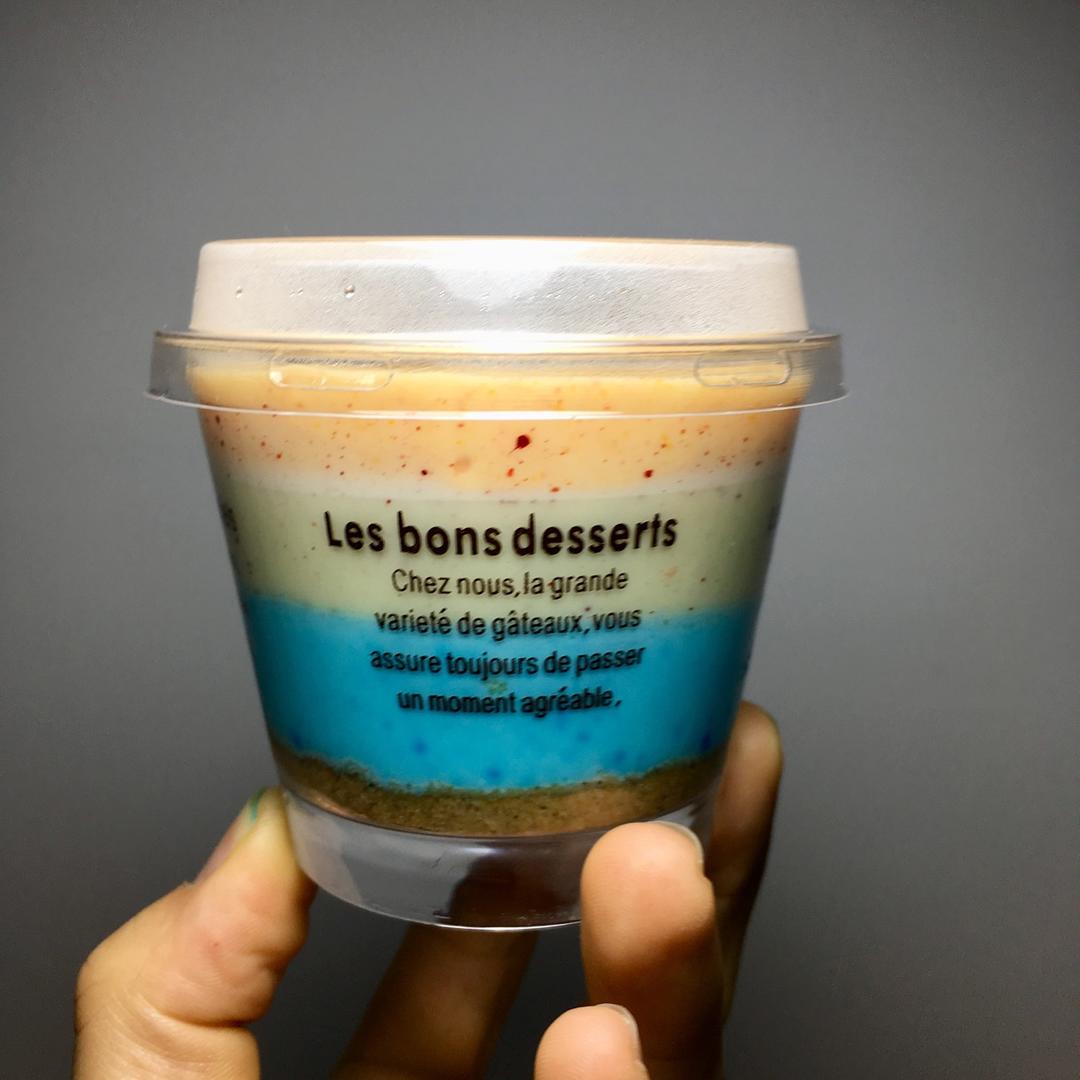 Les bons desserts
Chez nous, la grande
varieté de gâteaux, vous
assure toujours de passer
un moment agréable,